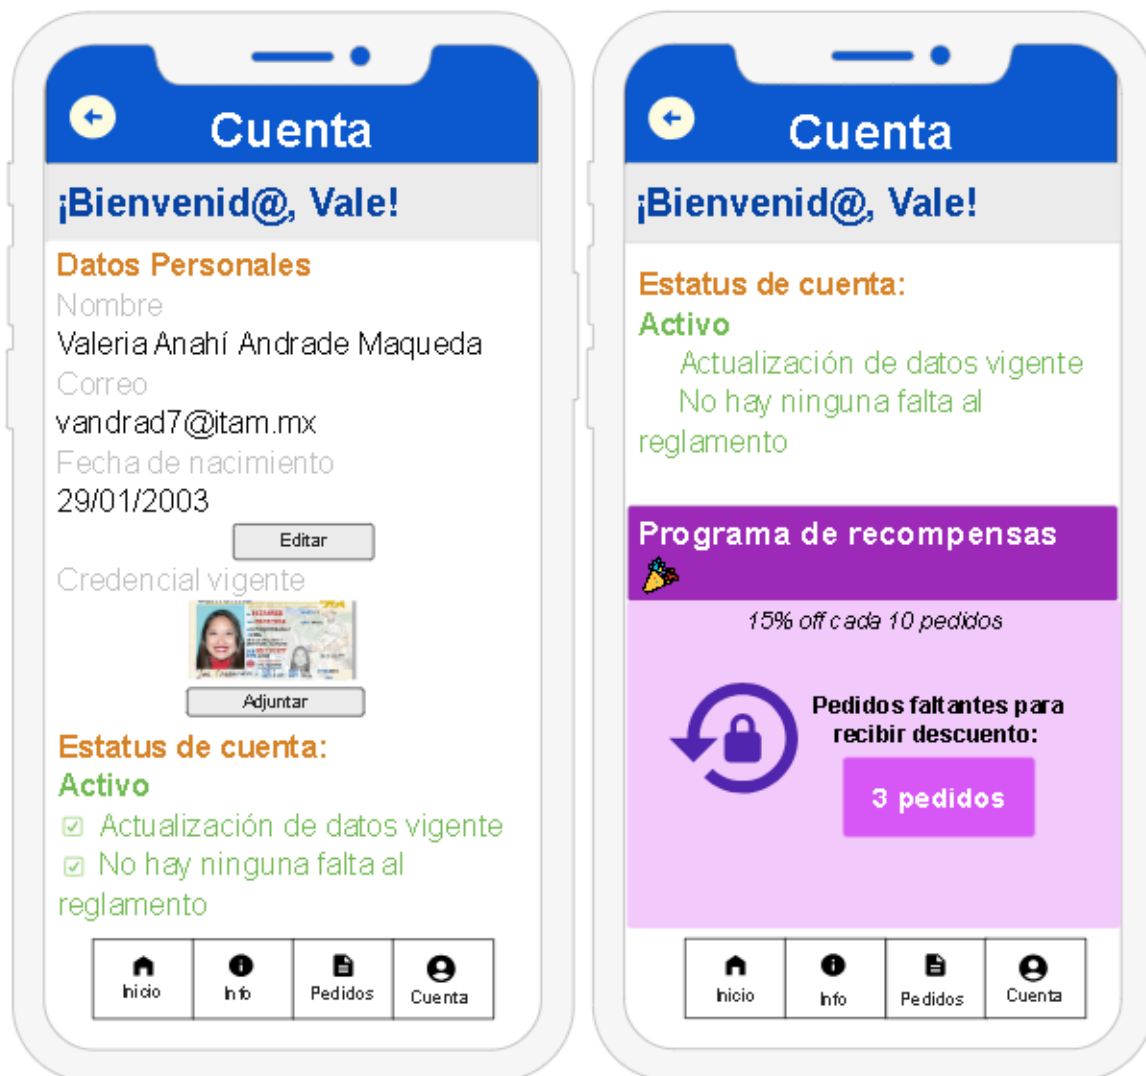 Cuenta
¡Bienvenid@, Vale!
Datos Personales
Nombre
Valeria Anahí Andrade Maqueda
Correo
vandrad7@itam.mx
Fecha de nacimiento
29/01/2003
Editar
Credencial vigente
Adjuntar
Estatus de cuenta:
Activo
Actualización de datos vigente
No hay ninguna falta al
reglamento
Inicio
Info
Pedidos
Cuenta
Cuenta
¡Bienvenid@, Vale!
Estatus de cuenta:
Activo
Actualización de datos vigente
No hay ninguna falta al
reglamento
Programa de recompensas
15% off cada 10 pedidos
Pedidos faltantes para
recibir descuento:
3 pedidos
Inicio
Info
Pedidos
Cuenta